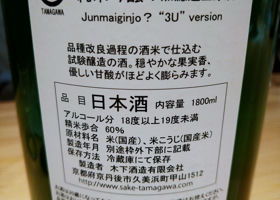 TAMAGAWA
Junmaiginjo? "3U" version
品種改良過程の酒米で仕込む
試験醸造の酒。穏やかな果実香、
優しい甘酸がほどよく膨らみます。
品目 日本酒 内容量 1800ml
アルコール分 18度以上19度未満
精米歩合 60%
原材料名 米(国産)、米こうじ(国産米)
製造年月 別途枠外下部に記載
保存方法 冷蔵庫にて保存
製造者名 木下酒造有限会社
京都府京丹後市久美浜町甲山1512
http://www.sake-tamagawa.com